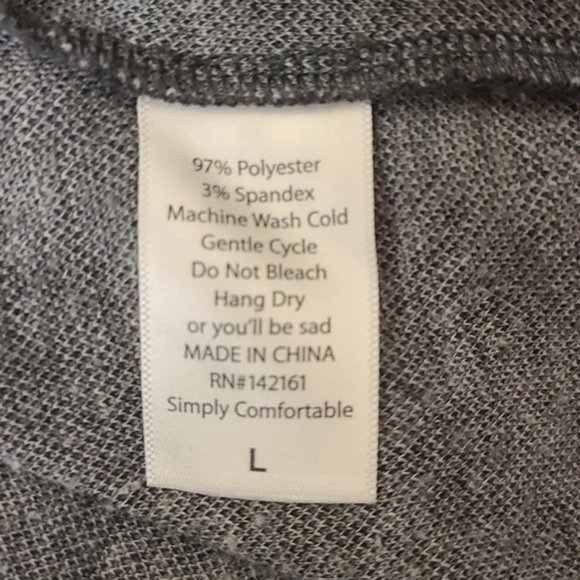 97% Polyester
3% Spandex
Machine Wash Cold
Gentle Cycle
Do Not Bleach
Hang Dry
or you'll be sad
MADE IN CHINA
RN#142161
Simply Comfortable
L